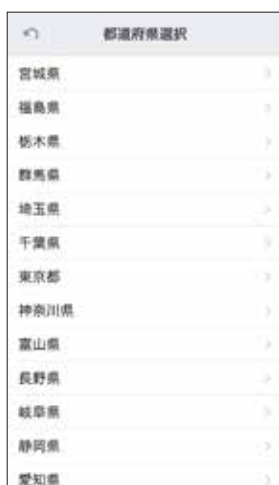 都道府県選択
宮城県
福島県
栃木県
群馬県
埼玉県
千葉県
東京都
神奈川県
富山県
長野県
岐阜県
静岡県
愛知県